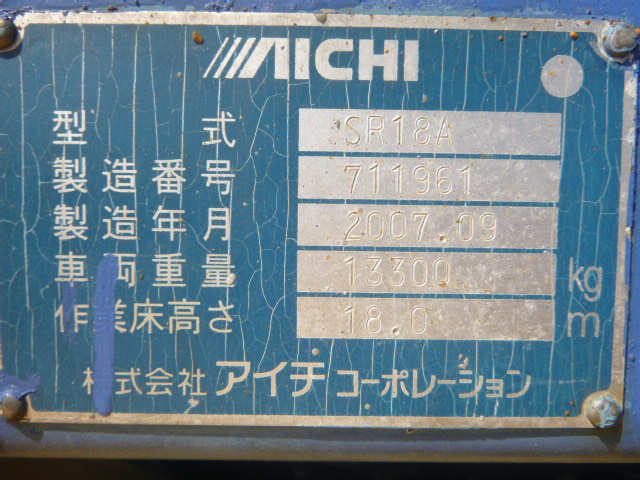 AICHI
型式 SR18A
製造番号 711961
製造年月 2007.09
車両重量 13300 kg
作業床高さ 18.0 m
株式会社 アイチ コーポレーション